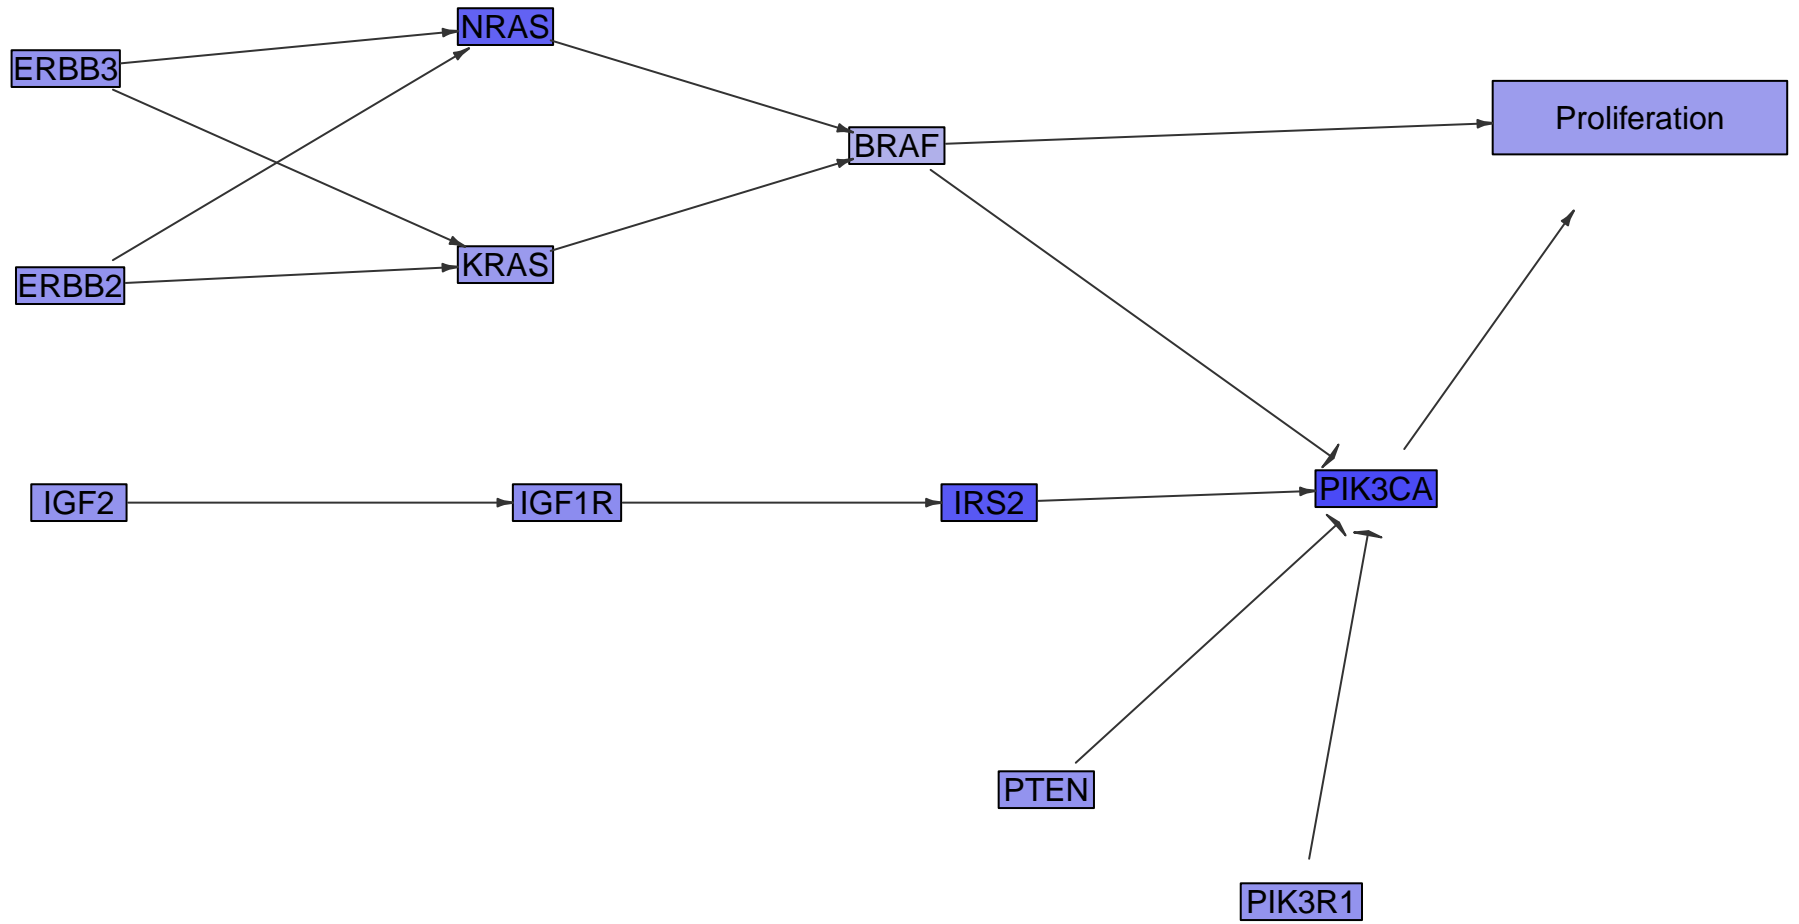 NRAS
ERBB3
Proliferation
BRAF
KRAS
ERBB2
PIK3CA
IGF2
IGF1R
IRS2
PTEN
PIK3R1